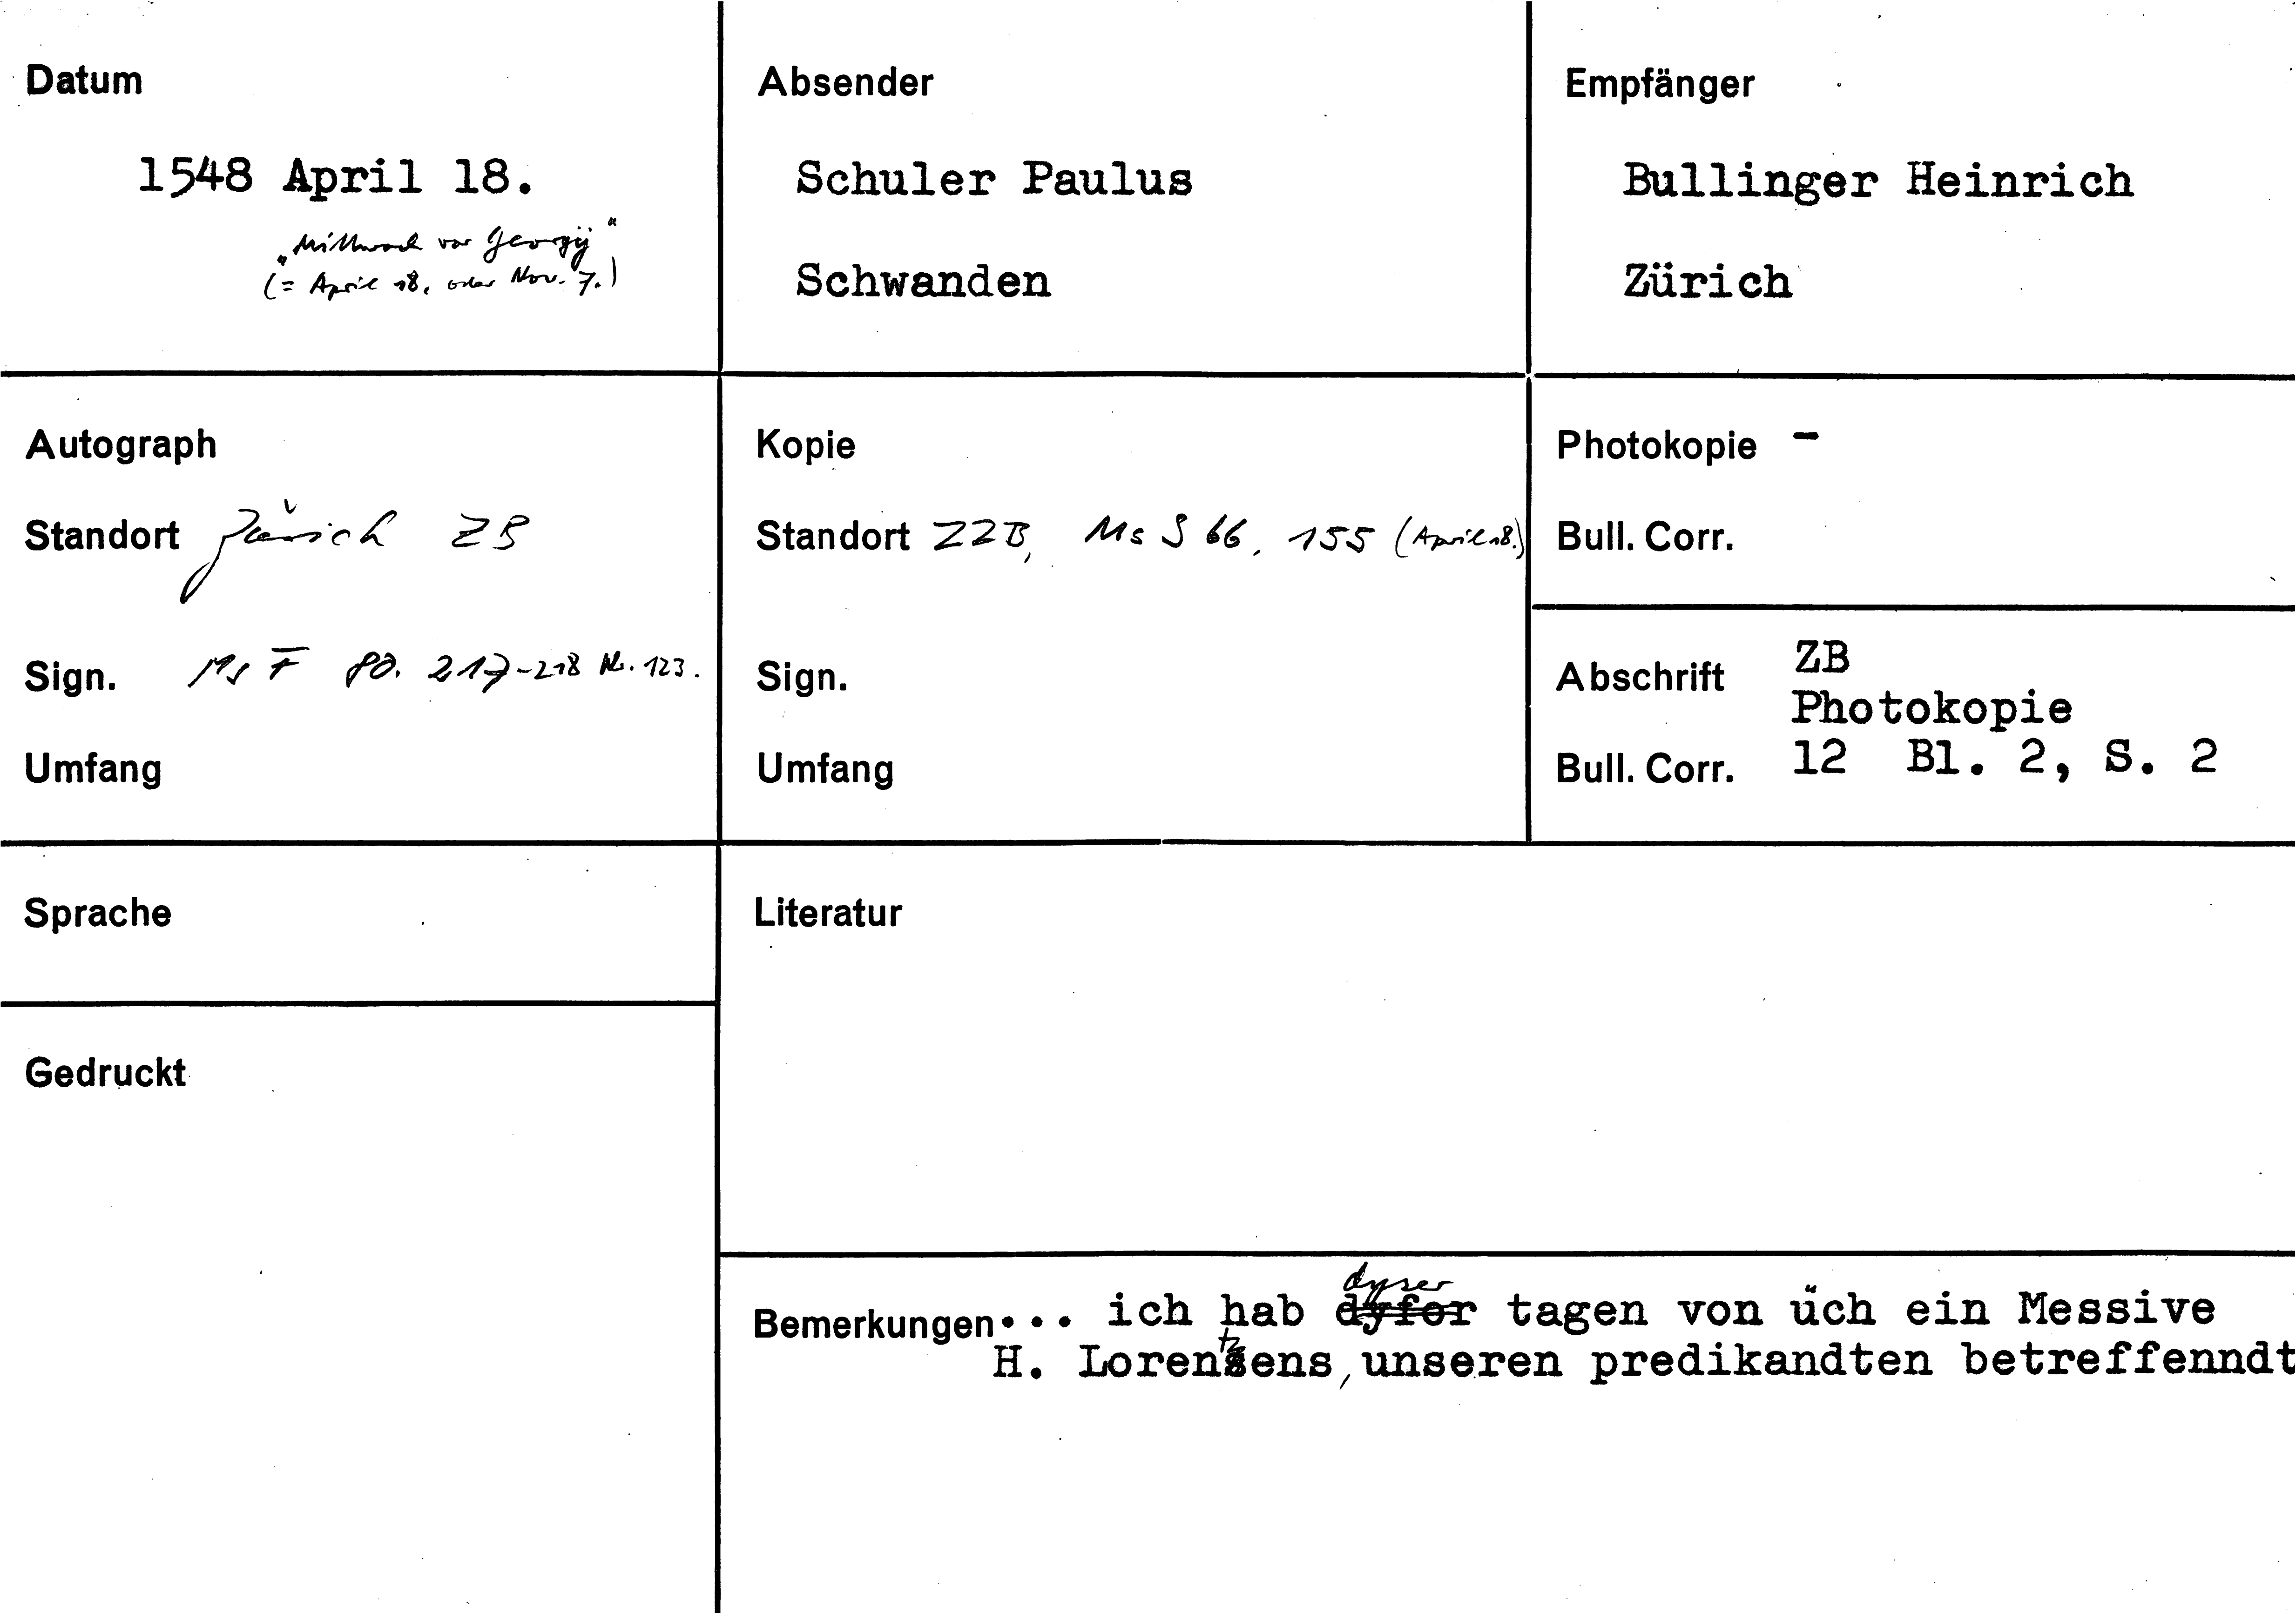 Datum
1548 April 18.
„Mittwoch vor Georgij“
(= April 18. oder Nov. 7.)
Absender
Schuler Paulus
Schwanden
Empfänger
Bullinger Heinrich
Zürich
Autograph
Standort Zürich ZB
Sign. Ms F 80. 217-218 Nr. 123.
Umfang
Kopie
Standort ZZB, Ms S 66, 155 (April 18.)
Sign.
Umfang
Photokopie -
Bull. Corr.
Abschrift ZB
Photokopie
Bull. Corr. 12 Bl. 2, S. 2
Sprache
Literatur
Gedruckt
dyser
Bemerkungen ... ich hab dyfer tagen von üch ein Messive
H. Lorentzens, unseren predikandten betreffenndt